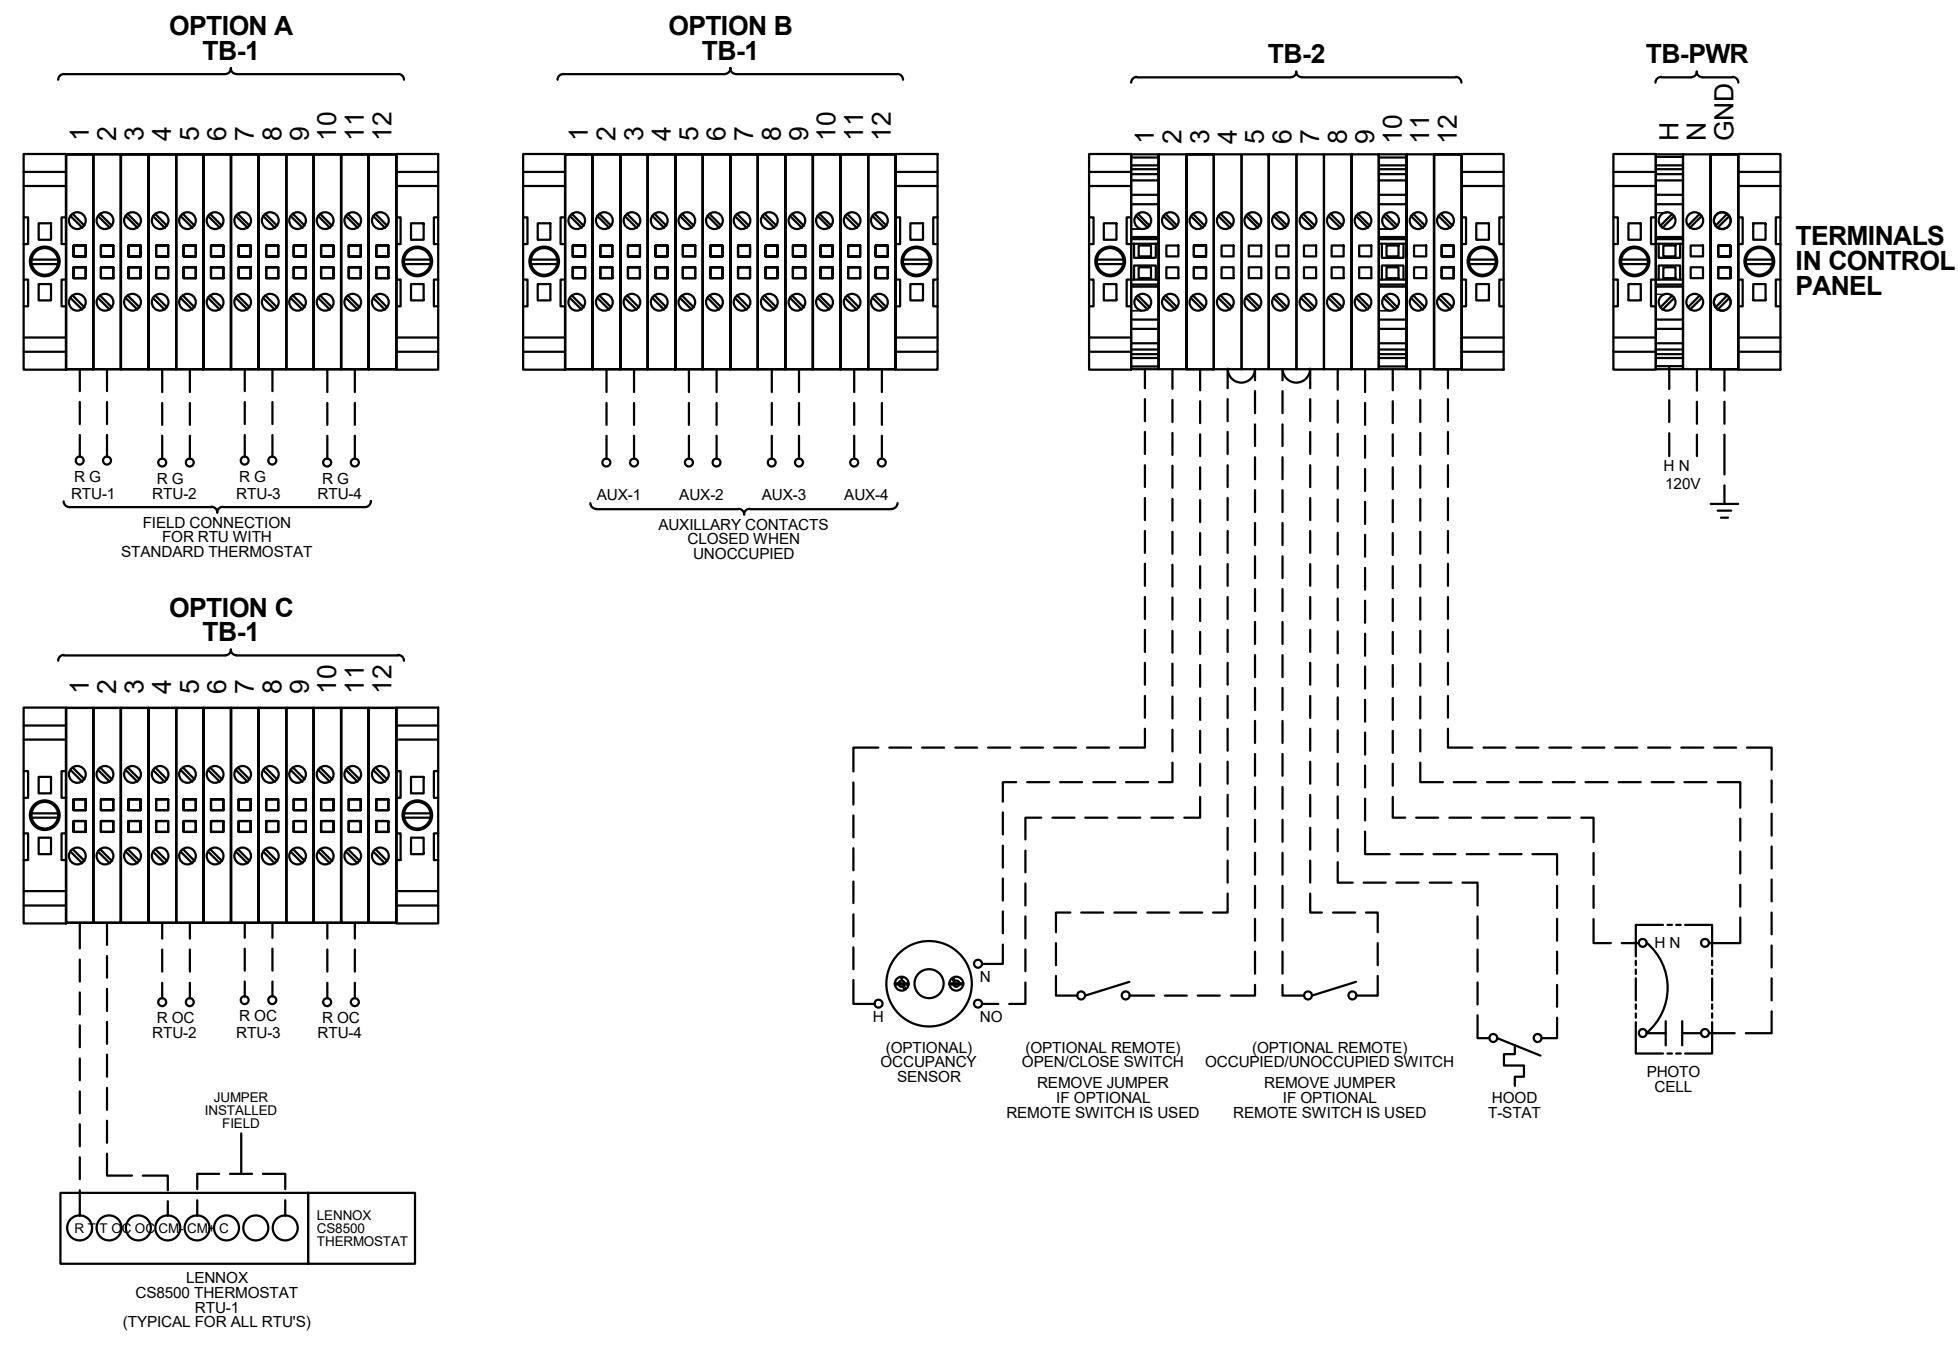 OPTION A
TB-1
1 2 3 4 5 6 7 8 9 10 11 12
R G
RTU-1
R G
RTU-2
R G
RTU-3
R G
RTU-4
FIELD CONNECTION
FOR RTU WITH
STANDARD THERMOSTAT
OPTION B
TB-1
1 2 3 4 5 6 7 8 9 10 11 12
AUX-1
AUX-2
AUX-3
AUX-4
AUXILLARY CONTACTS
CLOSED WHEN
UNOCCUPIED
TB-2
1 2 3 4 5 6 7 8 9 10 11 12
TB-PWR
H N GND
TERMINALS
IN CONTROL
PANEL
H N
120V
OPTION C
TB-1
1 2 3 4 5 6 7 8 9 10 11 12
R OC
RTU-2
R OC
RTU-3
R OC
RTU-4
JUMPER
INSTALLED
FIELD
R T T OC OC CM- CM+ C
LENNOX
CS8500
THERMOSTAT
LENNOX
CS8500 THERMOSTAT
RTU-1
(TYPICAL FOR ALL RTU'S)
H
N
NO
(OPTIONAL)
OCCUPANCY
SENSOR
(OPTIONAL REMOTE)
OPEN/CLOSE SWITCH
REMOVE JUMPER
IF OPTIONAL
REMOTE SWITCH IS USED
(OPTIONAL REMOTE)
OCCUPIED/UNOCCUPIED SWITCH
REMOVE JUMPER
IF OPTIONAL
REMOTE SWITCH IS USED
HOOD
T-STAT
H N
PHOTO
CELL